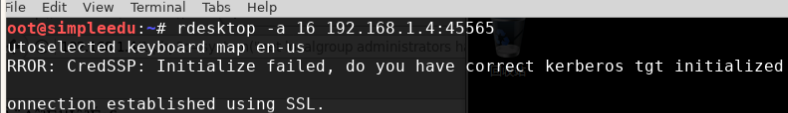 File Edit View Terminal Tabs Help
oot@simpleedu:~# rdesktop -a 16 192.168.1.4:45565
utoselected keyboard map en-us
RROR: CredSSP: Initialize failed, do you have correct kerberos tgt initialized
onnection established using SSL.